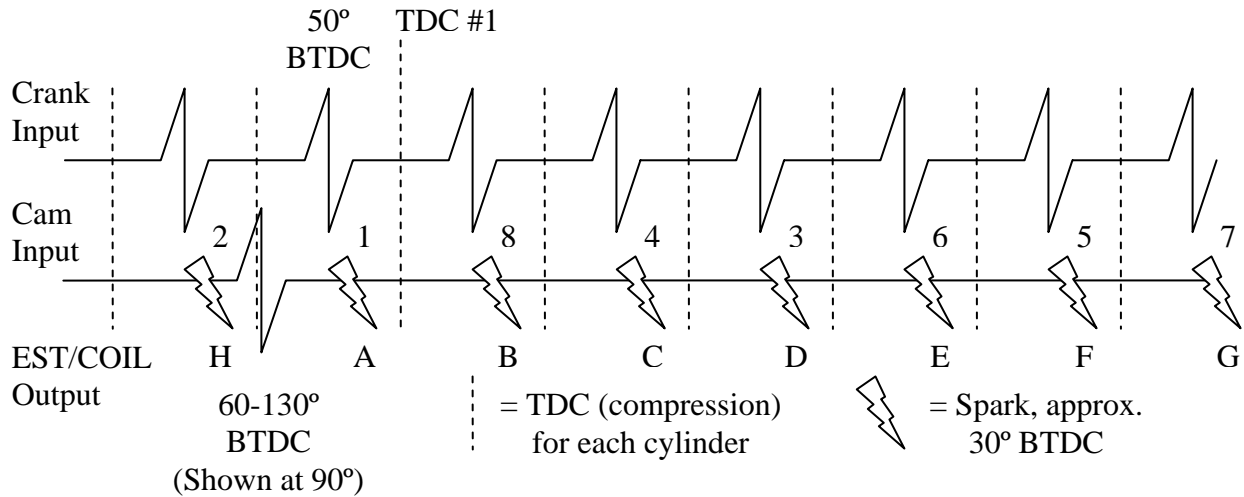 50º TDC #1
BTDC
Crank
Input
Cam
Input
2 1 8 4 3 6 5 7
EST/COIL
Output
H A B C D E F G
60-130º
BTDC
(Shown at 90º)
= TDC (compression)
for each cylinder
= Spark, approx.
30º BTDC